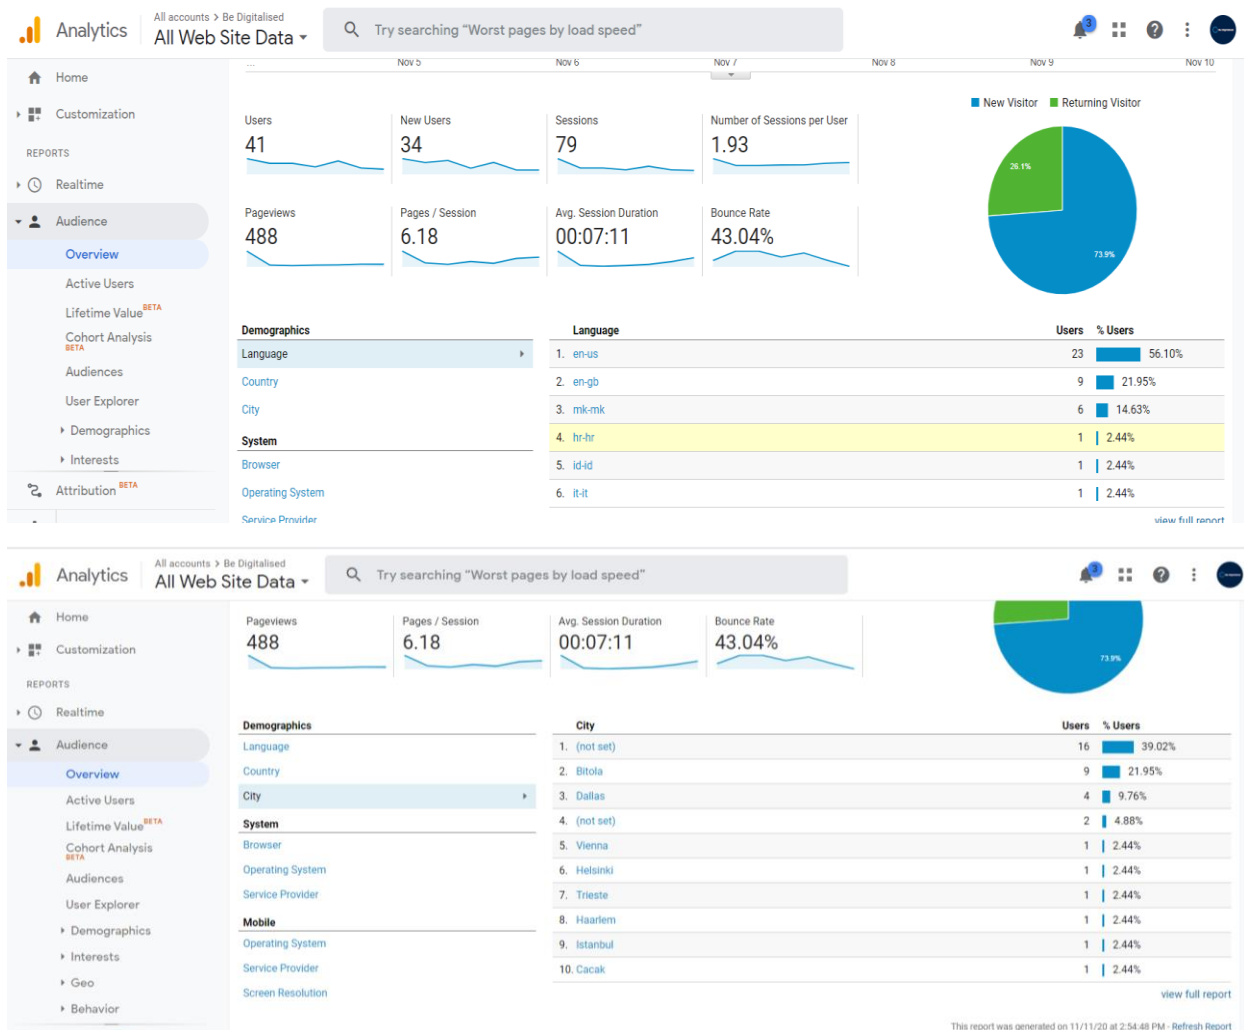 All accounts > Be Digitalised
Analytics
All Web Site Data
Try searching “Worst pages by load speed”
3
Home
Customization
REPORTS
Realtime
Audience
Overview
Active Users
Lifetime Value BETA
Cohort Analysis
BETA
Audiences
User Explorer
Demographics
Interests
Attribution BETA
... Nov 5 Nov 6 Nov 7 Nov 8 Nov 9 Nov 10
New Visitor Returning Visitor
Users New Users Sessions Number of Sessions per User
41 34 79 1.93
Pageviews Pages / Session Avg. Session Duration Bounce Rate
488 6.18 00:07:11 43.04%
26.1%
73.9%
Demographics
Language
Country
City
System
Browser
Operating System
Service Provider
Language Users % Users
1. en-us 23 56.10%
2. en-gb 9 21.95%
3. mk-mk 6 14.63%
4. hr-hr 1 2.44%
5. id-id 1 2.44%
6. it-it 1 2.44%
view full report
All accounts > Be Digitalised
Analytics
All Web Site Data
Try searching “Worst pages by load speed”
3
Home
Customization
REPORTS
Realtime
Audience
Overview
Active Users
Lifetime Value BETA
Cohort Analysis
BETA
Audiences
User Explorer
Demographics
Interests
Geo
Behavior
Pageviews Pages / Session Avg. Session Duration Bounce Rate
488 6.18 00:07:11 43.04%
73.9%
Demographics
Language
Country
City
System
Browser
Operating System
Service Provider
Mobile
Operating System
Service Provider
Screen Resolution
City Users % Users
1. (not set) 16 39.02%
2. Bitola 9 21.95%
3. Dallas 4 9.76%
4. (not set) 2 4.88%
5. Vienna 1 2.44%
6. Helsinki 1 2.44%
7. Trieste 1 2.44%
8. Haarlem 1 2.44%
9. Istanbul 1 2.44%
10. Cacak 1 2.44%
view full report
This report was generated on 11/11/20 at 2:54:48 PM - Refresh Report